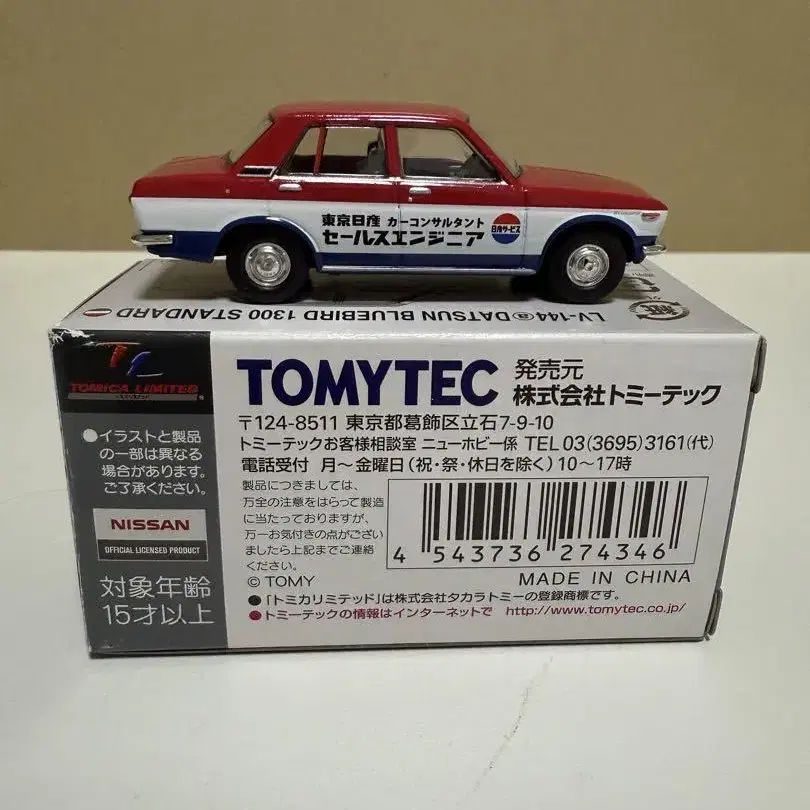 東京日産 カーコンサルタント
セールスエンジニア
日産サービス
LV-144ⓐ DATSUN BLUEBIRD 1300 STANDARD
TL
TOMICA LIMITED
●イラストと製品
の一部は異なる
場合があります。
ご了承ください。
NISSAN
OFFICIAL LICENSED PRODUCT
対象年齢
15才以上
TOMYTEC 発売元
株式会社トミーテック
〒124-8511 東京都葛飾区立石7-9-10
トミーテックお客様相談室 ニューホビー係 TEL 03(3695)3161(代)
電話受付 月~金曜日(祝・祭・休日を除く)10~17時
製品につきましては、
万全の注意をはらって製造
に当たっておりますが、
万一お気付きの点がござい
ましたら上記までご連絡
ください。
4 543736 274346
© TOMY
MADE IN CHINA
●「トミカリミテッド」は株式会社タカラトミーの登録商標です。
●トミーテックの情報はインターネットで http://www.tomytec.co.jp/